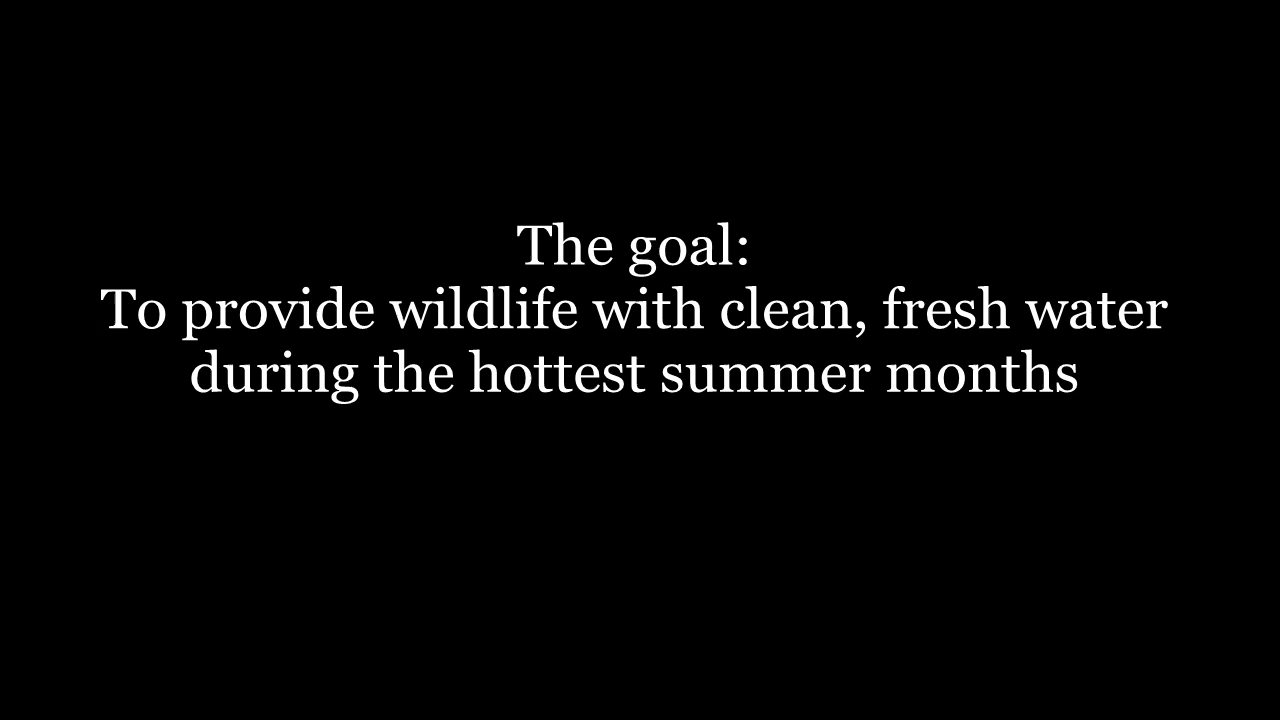 The goal:
To provide wildlife with clean, fresh water
during the hottest summer months